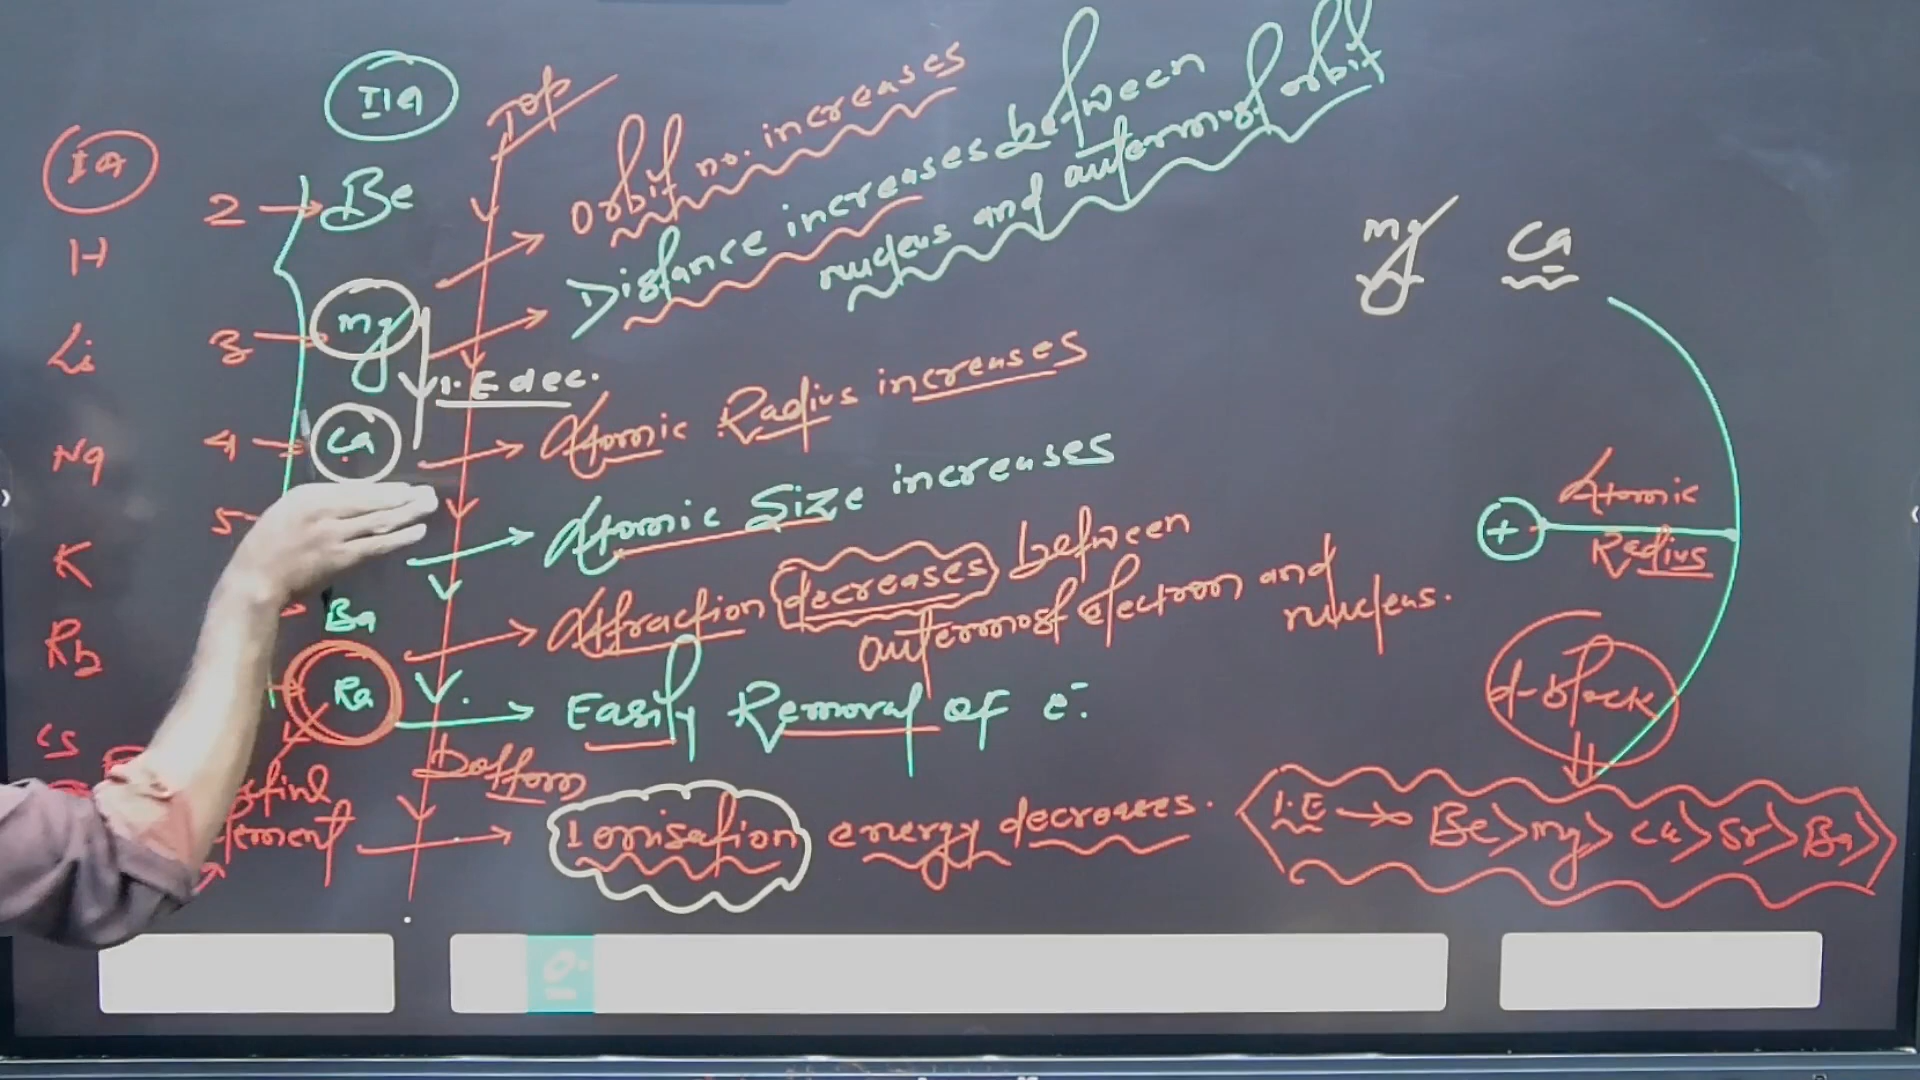 IIA
TOP
IA
2 → Be
Orbit no. increases
H
Distance increases between
nucleus and outermost orbit
Mg Ca
Li
3 Mg
I.E dec.
Atomic Radius increases
Na
4 Ca
Atomic Size increases
5
Atomic
Radius
+
K
Attraction decreases between
outermost electron and
nucleus.
Ba
Rb
Ra
Easily Removal of e-
d-block
Cs
Bottom
Ionisation energy decreases.
I.E → Be>Mg>Ca>Sr>Ba>